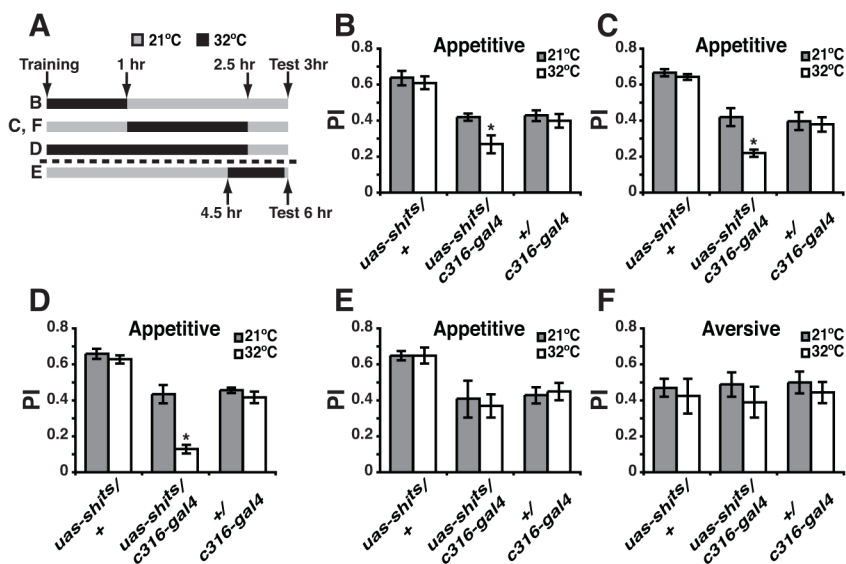 A
21ºC 32ºC
Training 1 hr 2.5 hr Test 3hr
B
C, F
D
E
4.5 hr Test 6 hr
B
Appetitive
21ºC
32ºC
PI
0.8
0.6
0.4
0.2
0
*
uas-shits/
+
uas-shits/
c316-gal4
+/
c316-gal4
C
Appetitive
21ºC
32ºC
PI
0.8
0.6
0.4
0.2
0
*
uas-shits/
+
uas-shits/
c316-gal4
+/
c316-gal4
D
Appetitive
21ºC
32ºC
PI
0.8
0.6
0.4
0.2
0
*
uas-shits/
+
uas-shits/
c316-gal4
+/
c316-gal4
E
Appetitive
21ºC
32ºC
PI
0.8
0.6
0.4
0.2
0
uas-shits/
+
uas-shits/
c316-gal4
+/
c316-gal4
F
Aversive
21ºC
32ºC
PI
0.8
0.6
0.4
0.2
0
uas-shits/
+
uas-shits/
c316-gal4
+/
c316-gal4